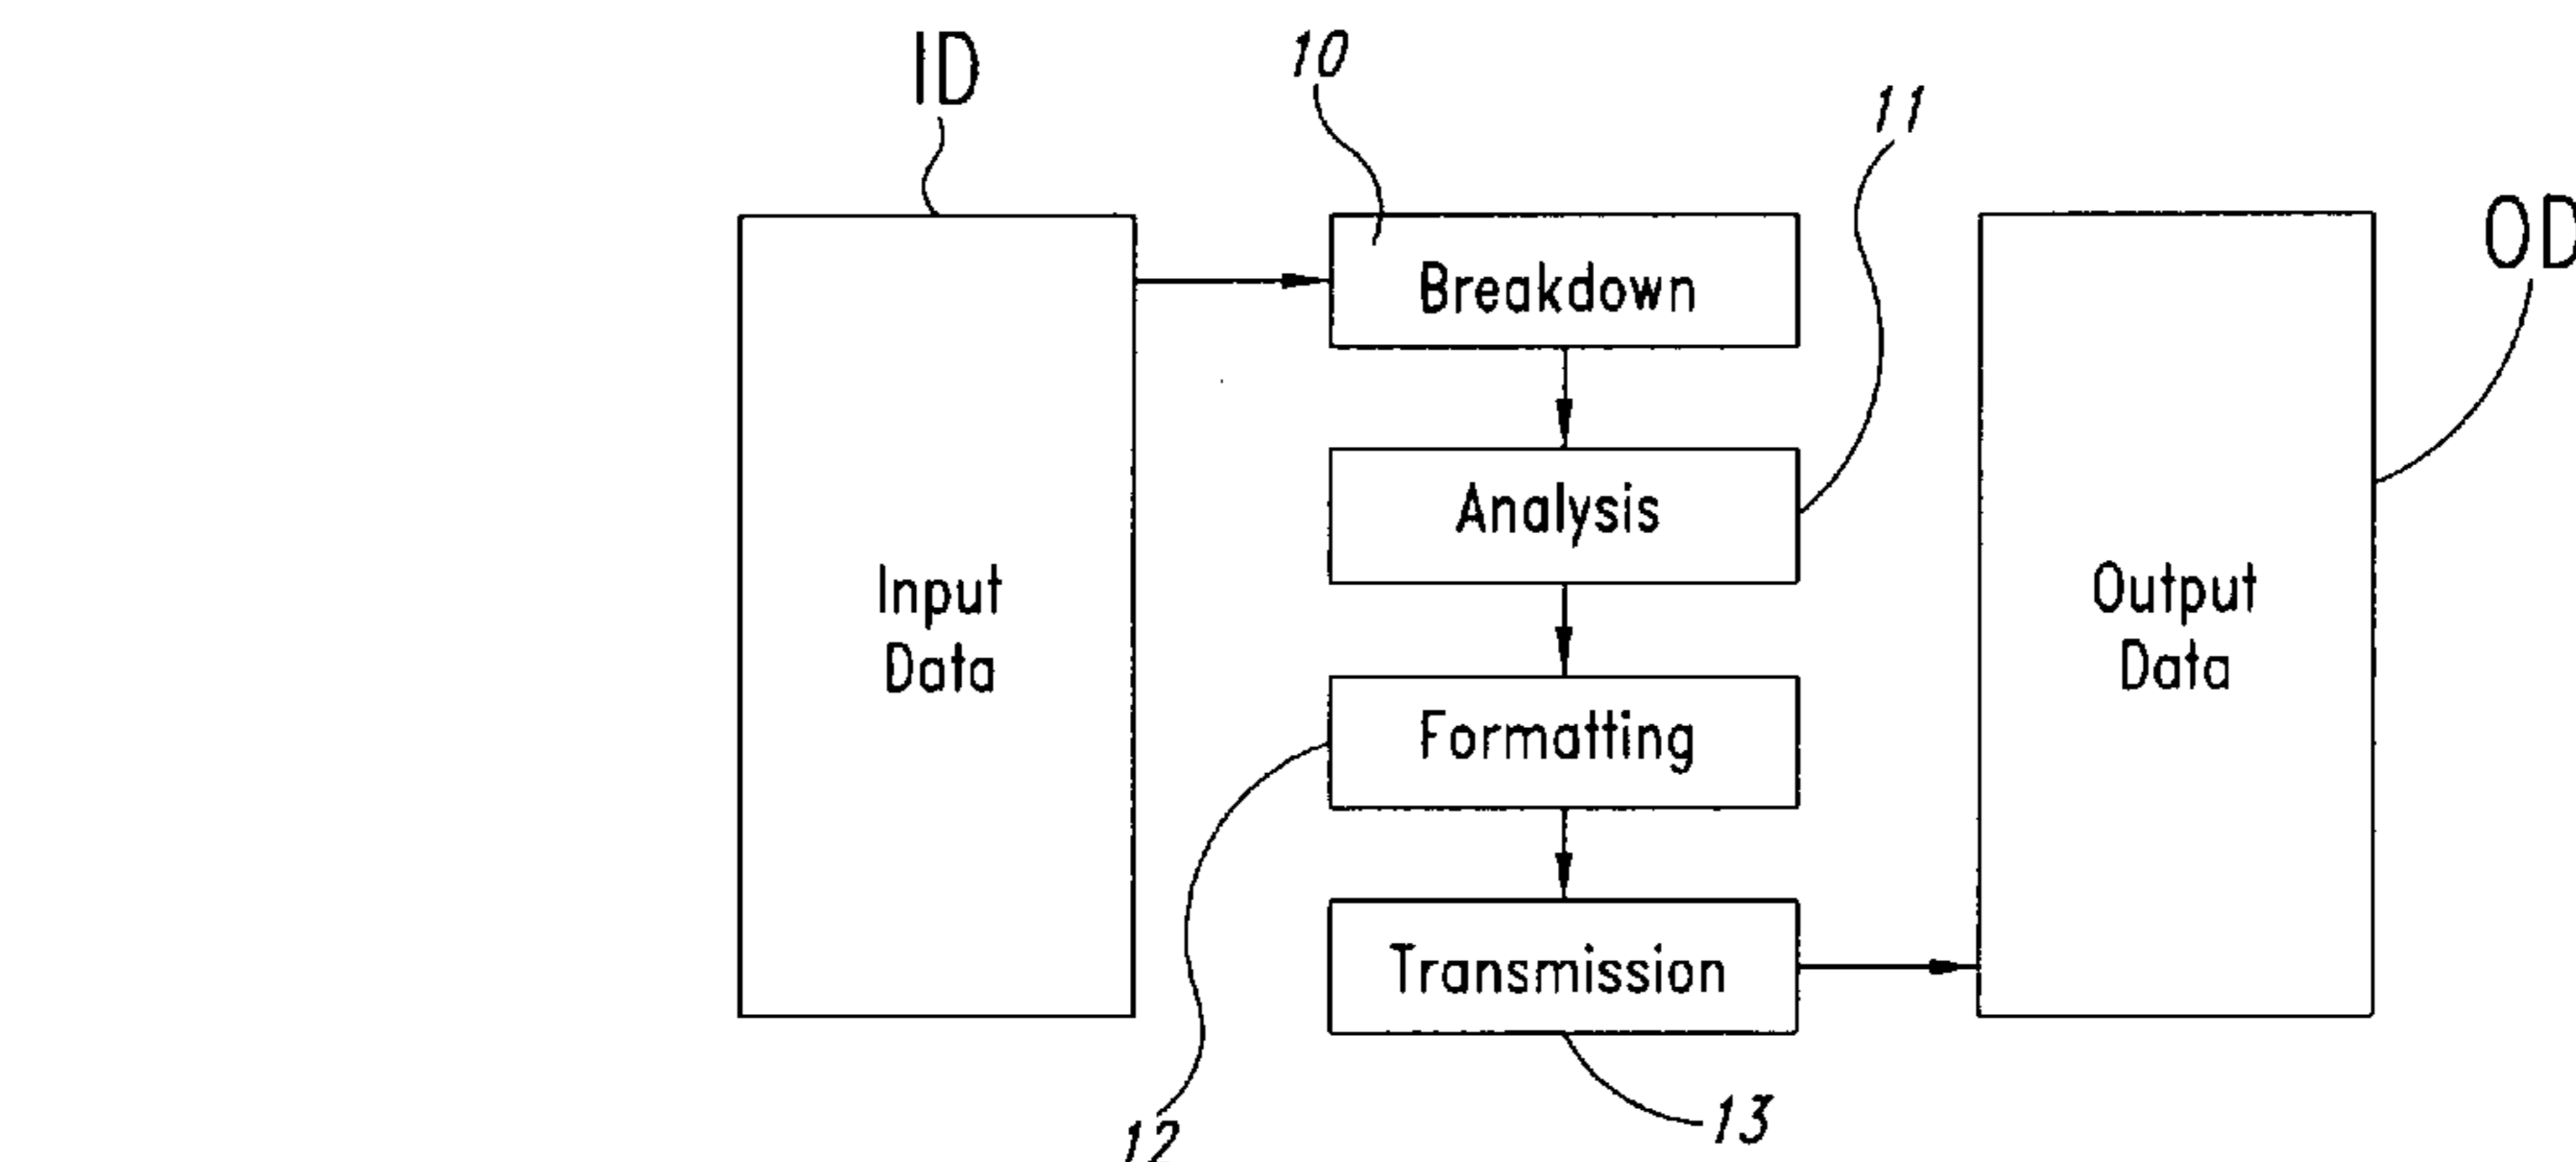 ID
10
11
OD
Breakdown
Analysis
Input
Data
Output
Data
Formatting
Transmission
12
13